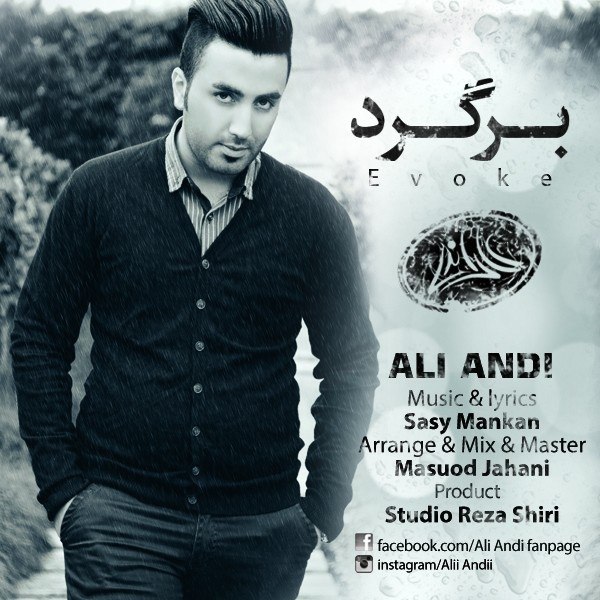 برگرد
Evoke
ALI ANDI
Music & lyrics
Sasy Mankan
Arrange & Mix & Master
Masuod Jahani
Product
Studio Reza Shiri
facebook.com/Ali Andi fanpage
instagram/Alii Andii